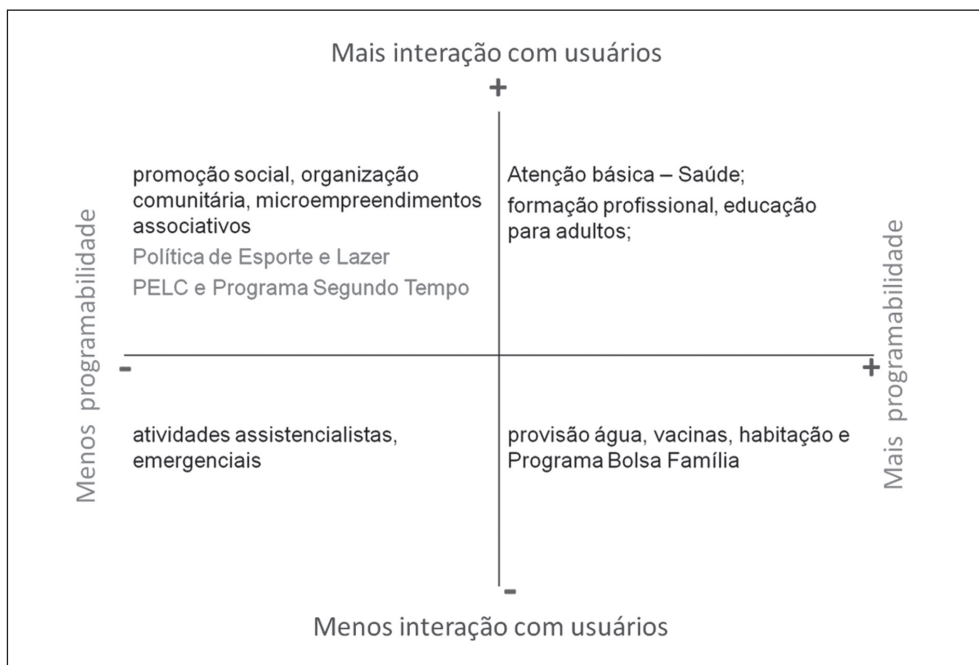 Mais interação com usuários
+
promoção social, organização
comunitária, microempreendimentos
associativos
Política de Esporte e Lazer
PELC e Programa Segundo Tempo
Atenção básica – Saúde;
formação profissional, educação
para adultos;
Menos programabilidade
-
+
Mais programabilidade
atividades assistencialistas,
emergenciais
provisão água, vacinas, habitação e
Programa Bolsa Família
-
Menos interação com usuários